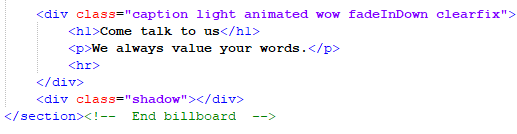 <div class="caption light animated wow fadeInDown clearfix">
<h1>Come talk to us</h1>
<p>We always value your words.</p>
<hr>
</div>
<div class="shadow"></div>
</section><!--  End billboard  -->